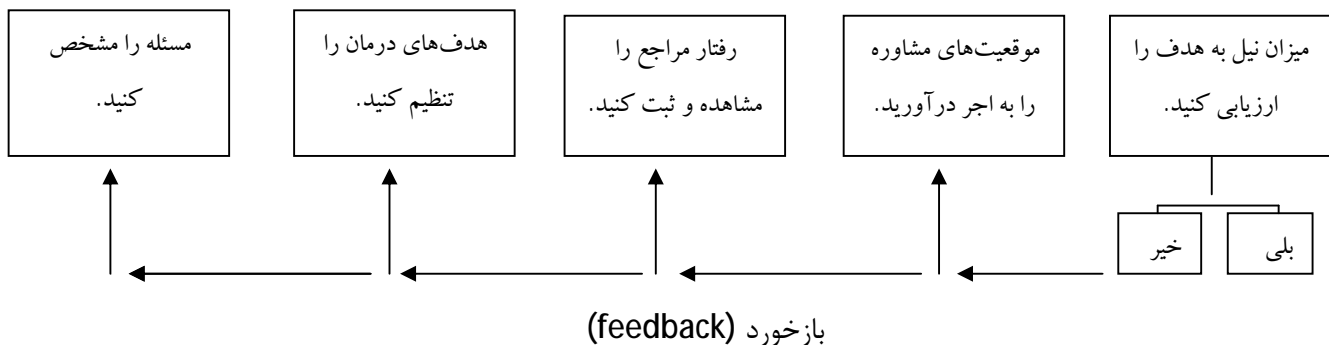 مسئله را مشخص
کنید.
هدف‌های درمان را
تنظیم کنید.
رفتار مراجع را
مشاهده و ثبت کنید.
موقعیت‌های مشاوره
را به اجر درآورید.
میزان نیل به هدف را
ارزیابی کنید.
خیر
بلی
بازخورد (feedback)